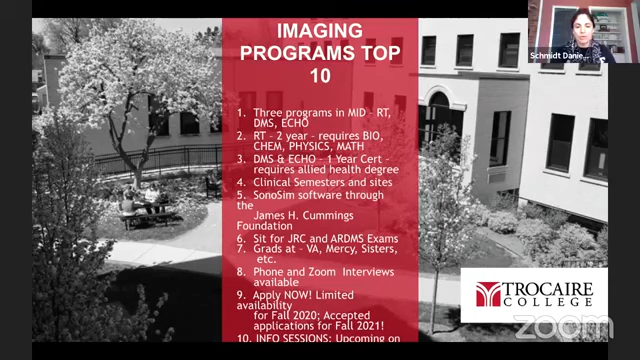 IMAGING
PROGRAMS TOP
10
1. Three programs in MID – RT,
DMS, ECHO
2. RT – 2 year – requires BIO,
CHEM, PHYSICS, MATH
3. DMS & ECHO – 1 Year Cert –
requires allied health degree
4. Clinical Semesters and sites
5. SonoSim software through
the
James H. Cummings
Foundation
6. Sit for JRC and ARDMS Exams
7. Grads at – VA, Mercy, Sisters,
etc.
8. Phone and Zoom Interviews
available
9. Apply NOW! Limited
availability
for Fall 2020; Accepted
applications for Fall 2021!
10. INFO SESSIONS: Upcoming on
Schmidt Danie...
TROCAIRE
COLLEGE
zoom